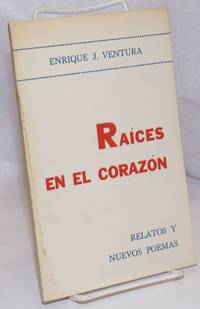 ENRIQUE J. VENTURA
RAÍCES
EN EL CORAZÓN
RELATOS Y
NUEVOS POEMAS